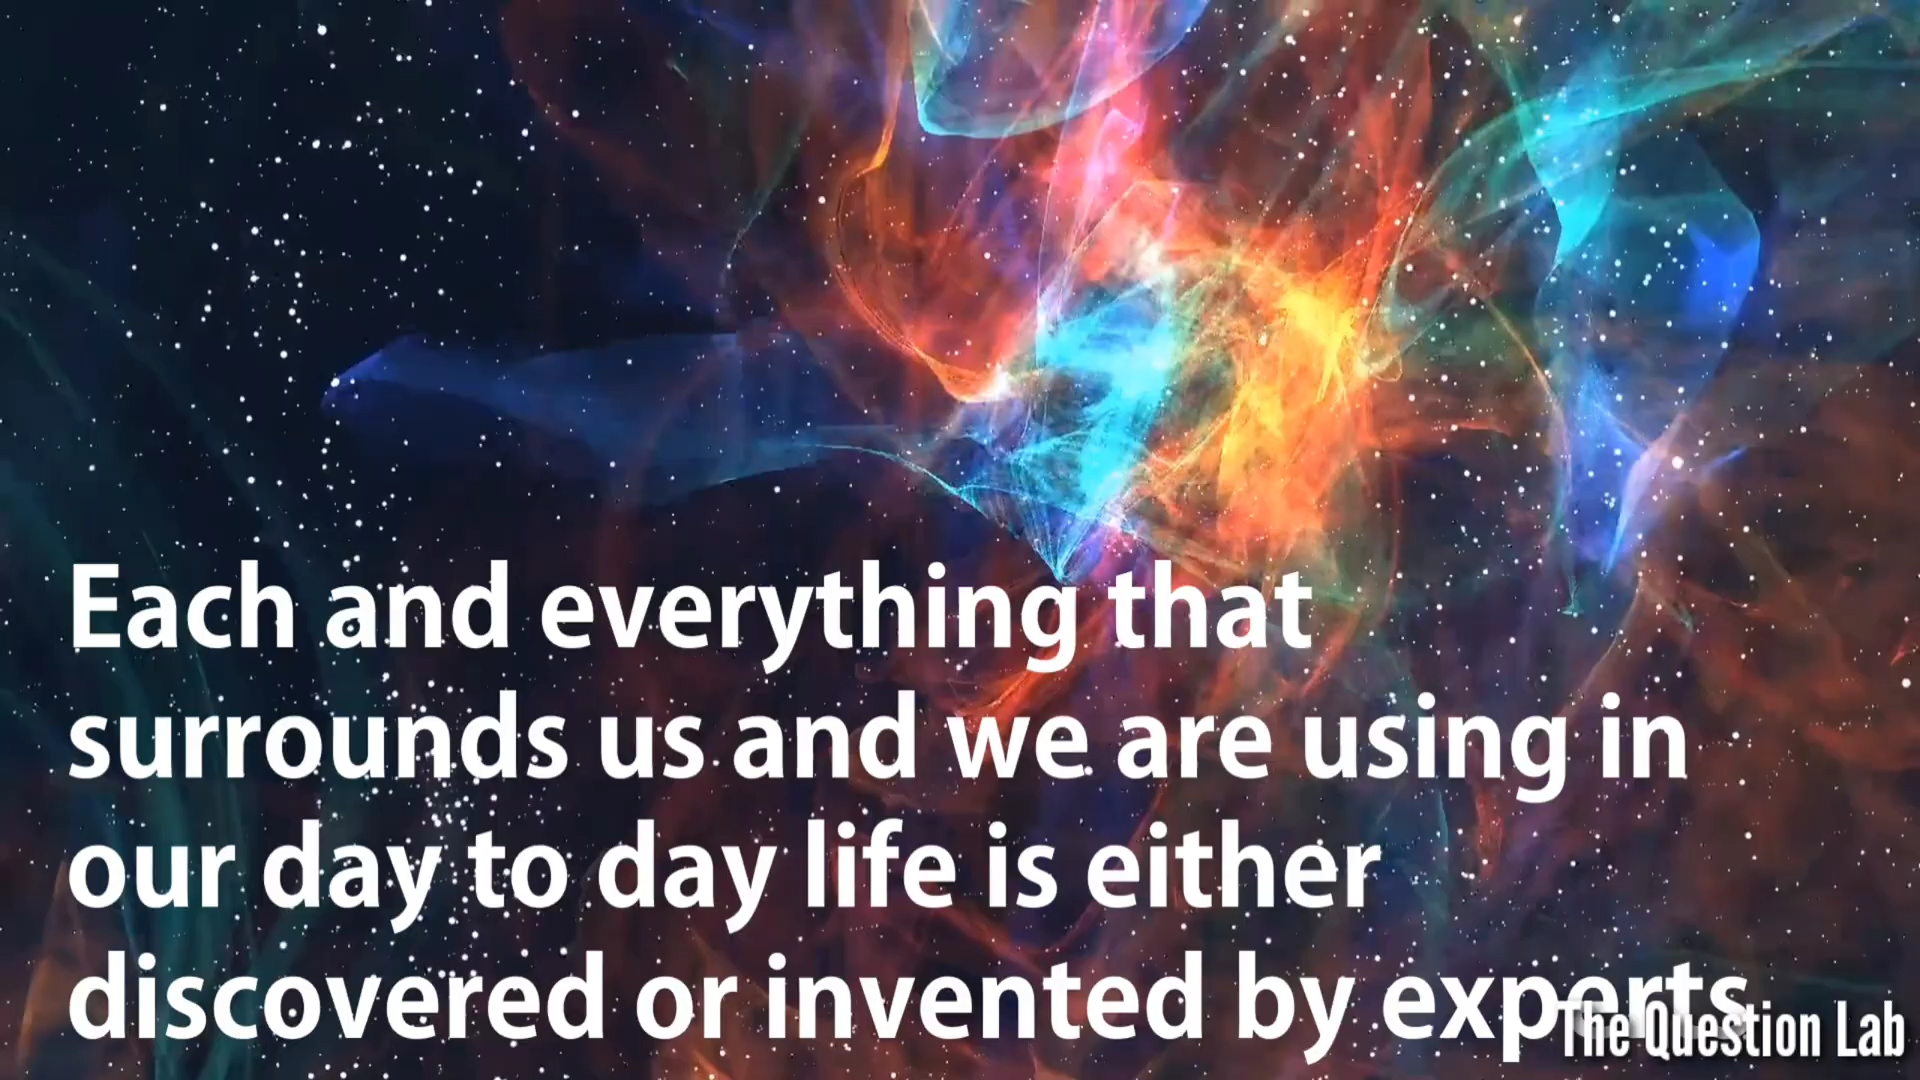 Each and everything that
surrounds us and we are using in
our day to day life is either
discovered or invented by experts
The Question Lab